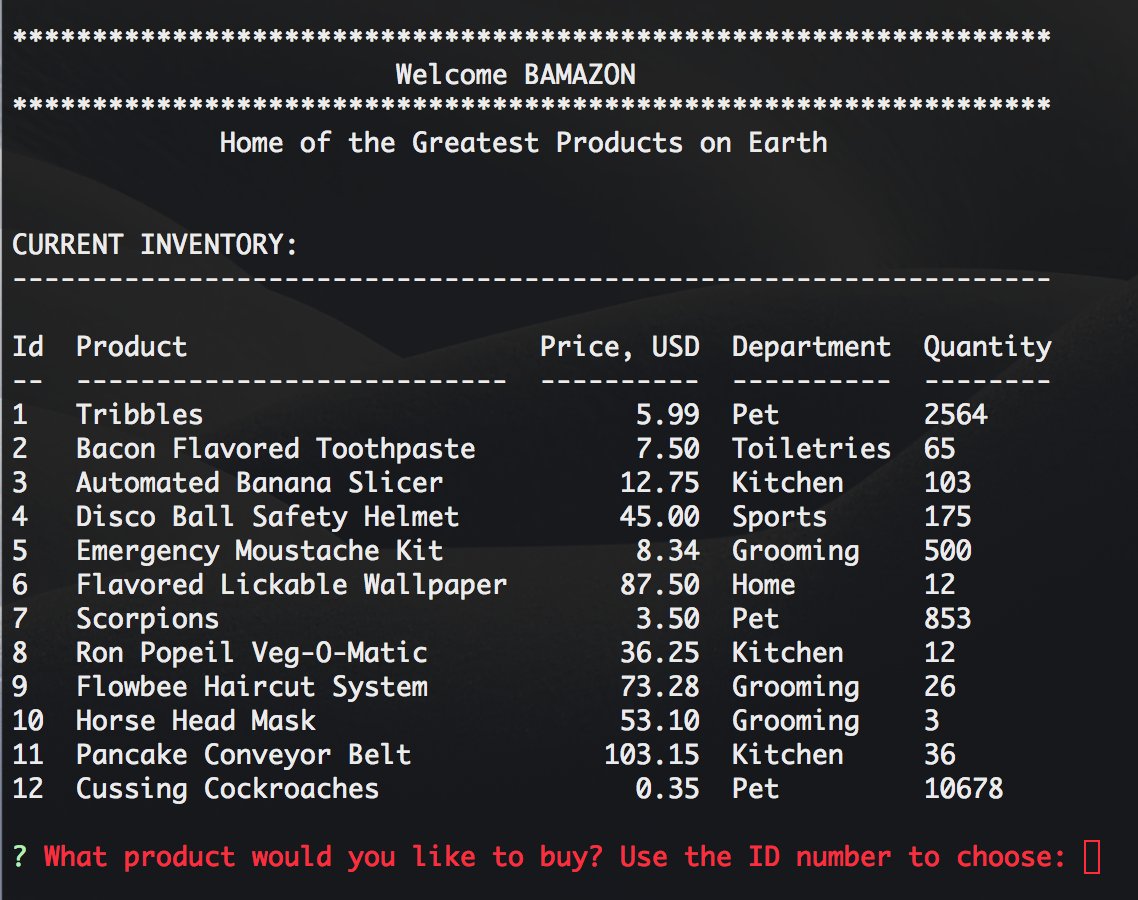 *****************************************************************
Welcome BAMAZON
*****************************************************************
Home of the Greatest Products on Earth
CURRENT INVENTORY:
-----------------------------------------------------------------
Id  Product                      Price, USD  Department  Quantity
--  ---------------------------  ----------  ----------  --------
1   Tribbles                           5.99  Pet         2564
2   Bacon Flavored Toothpaste          7.50  Toiletries  65
3   Automated Banana Slicer           12.75  Kitchen     103
4   Disco Ball Safety Helmet          45.00  Sports      175
5   Emergency Moustache Kit            8.34  Grooming    500
6   Flavored Lickable Wallpaper       87.50  Home        12
7   Scorpions                          3.50  Pet         853
8   Ron Popeil Veg-O-Matic            36.25  Kitchen     12
9   Flowbee Haircut System            73.28  Grooming    26
10  Horse Head Mask                   53.10  Grooming    3
11  Pancake Conveyor Belt            103.15  Kitchen     36
12  Cussing Cockroaches                0.35  Pet         10678
? What product would you like to buy? Use the ID number to choose: